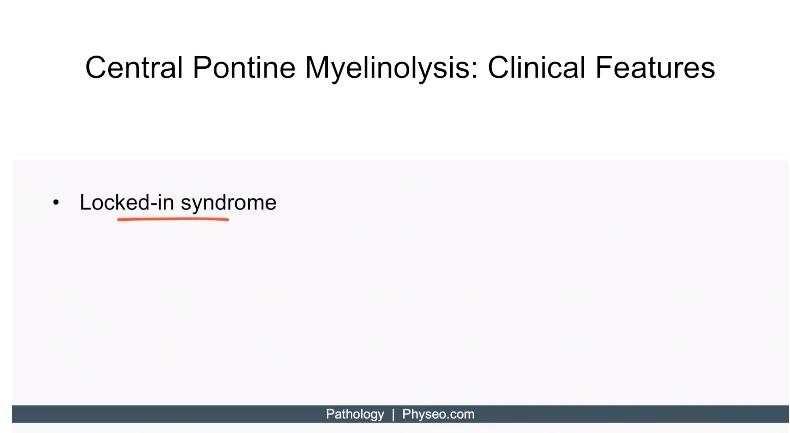 Central Pontine Myelinolysis: Clinical Features
• Locked-in syndrome
Pathology | Physeo.com